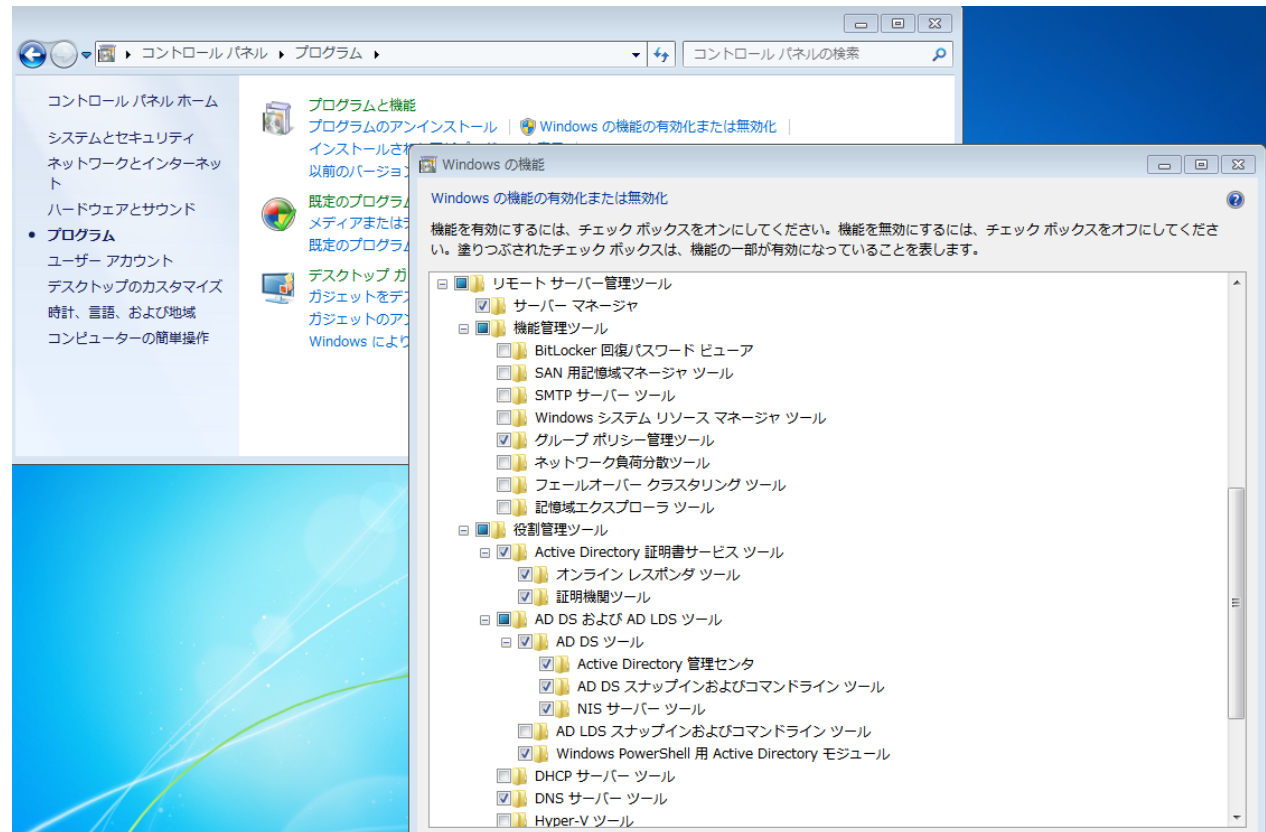 コントロール パネル ▸ プログラム ▸
コントロール パネルの検索
コントロール パネル ホーム
システムとセキュリティ
ネットワークとインターネッ
ト
ハードウェアとサウンド
プログラム
ユーザー アカウント
デスクトップのカスタマイズ
時計、言語、および地域
コンピューターの簡単操作
プログラムと機能
プログラムのアンインストール
Windows の機能の有効化または無効化
インストールされ
以前のバージョン
既定のプログラム
メディアまたは
既定のプログラム
デスクトップ ガ
ガジェットをデス
ガジェットのアン
Windows により
Windows の機能
Windows の機能の有効化または無効化
機能を有効にするには、チェック ボックスをオンにしてください。機能を無効にするには、チェック ボックスをオフにしてくださ
い。塗りつぶされたチェック ボックスは、機能の一部が有効になっていることを表します。
リモート サーバー管理ツール
サーバー マネージャ
機能管理ツール
BitLocker 回復パスワード ビューア
SAN 用記憶域マネージャ ツール
SMTP サーバー ツール
Windows システム リソース マネージャ ツール
グループ ポリシー管理ツール
ネットワーク負荷分散ツール
フェールオーバー クラスタリング ツール
記憶域エクスプローラ ツール
役割管理ツール
Active Directory 証明書サービス ツール
オンライン レスポンダ ツール
証明機関ツール
AD DS および AD LDS ツール
AD DS ツール
Active Directory 管理センタ
AD DS スナップインおよびコマンドライン ツール
NIS サーバー ツール
AD LDS スナップインおよびコマンドライン ツール
Windows PowerShell 用 Active Directory モジュール
DHCP サーバー ツール
DNS サーバー ツール
Hyper-V ツール